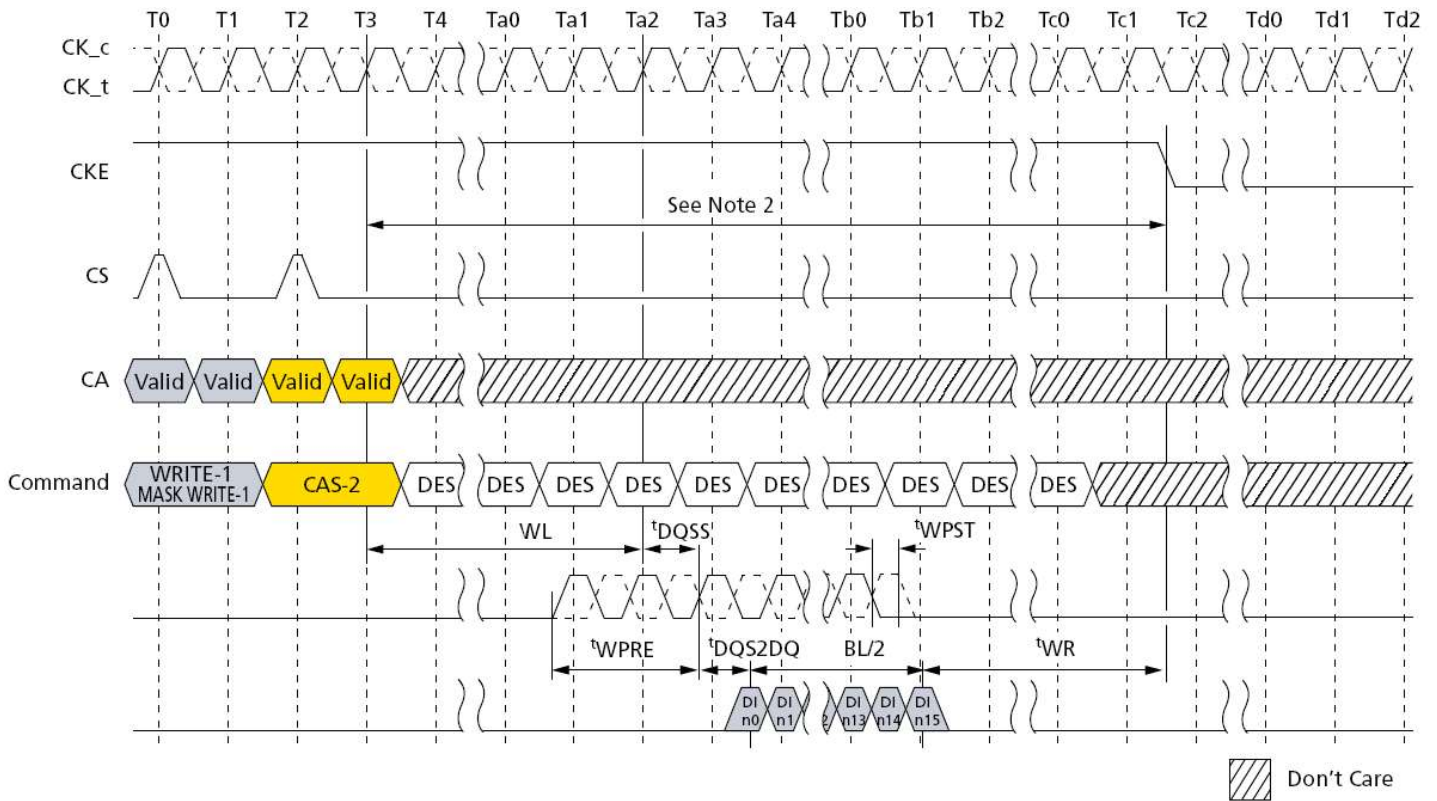 T0 T1 T2 T3 T4 Ta0 Ta1 Ta2 Ta3 Ta4 Tb0 Tb1 Tb2 Tc0 Tc1 Tc2 Td0 Td1 Td2
CK_c
CK_t
CKE
See Note 2
CS
CA Valid Valid Valid Valid
Command WRITE-1 MASK WRITE-1 CAS-2 DES DES DES DES DES DES DES DES DES DES
WL tDQSS tWPST
tWPRE tDQS2DQ BL/2 tWR
DI n0 DI n1 2 DI n13 DI n14 DI n15
Don't Care